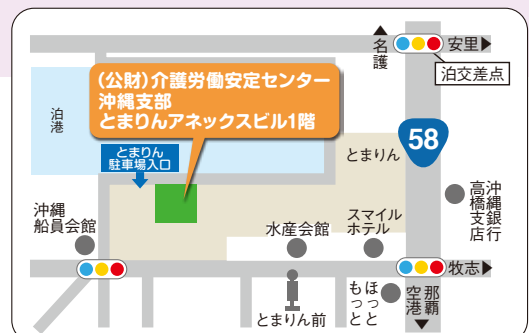 ▲名護
安里▶
泊交差点
(公財)介護労働安定センター
沖縄支部
とまりんアネックスビル1階
泊港
とまりん
駐車場入口
とまりん
58
沖縄銀行
高橋支店
沖縄
船員会館
水産会館
スマイル
ホテル
牧志▶
とまりん前
ほっと
もっと
那覇
空港
▼